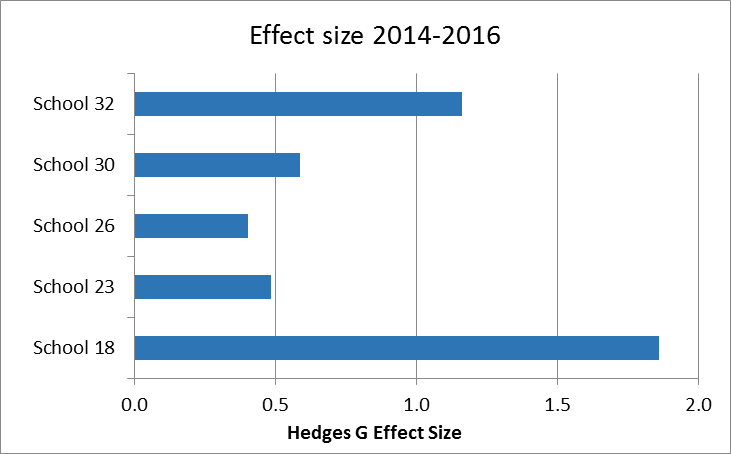 Effect size 2014-2016
School 32
School 30
School 26
School 23
School 18
0.0 0.5 1.0 1.5 2.0
Hedges G Effect Size